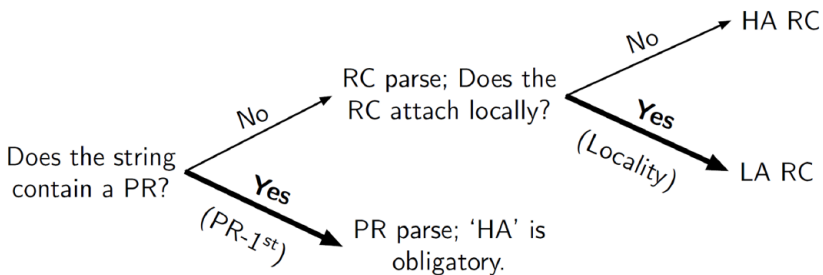 Does the string
contain a PR?
No
Yes
(PR-1st)
RC parse; Does the
RC attach locally?
PR parse; ‘HA’ is
obligatory.
No
Yes
(Locality)
HA RC
LA RC